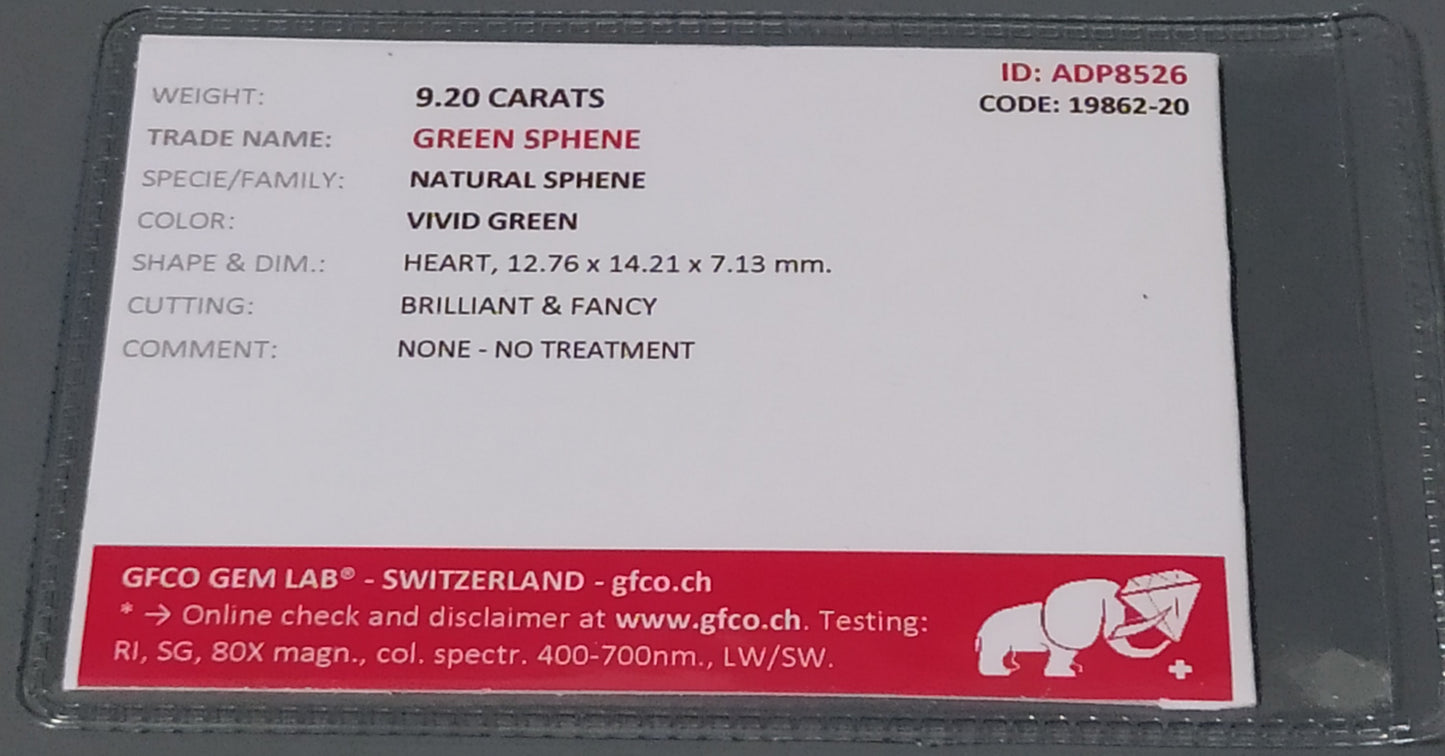 ID: ADP8526
WEIGHT: 9.20 CARATS
CODE: 19862-20
TRADE NAME: GREEN SPHENE
SPECIE/FAMILY: NATURAL SPHENE
COLOR: VIVID GREEN
SHAPE & DIM.: HEART, 12.76 x 14.21 x 7.13 mm.
CUTTING: BRILLIANT & FANCY
COMMENT: NONE - NO TREATMENT
GFCO GEM LAB® - SWITZERLAND - gfco.ch
* → Online check and disclaimer at www.gfco.ch. Testing:
RI, SG, 80X magn., col. spectr. 400-700nm., LW/SW.